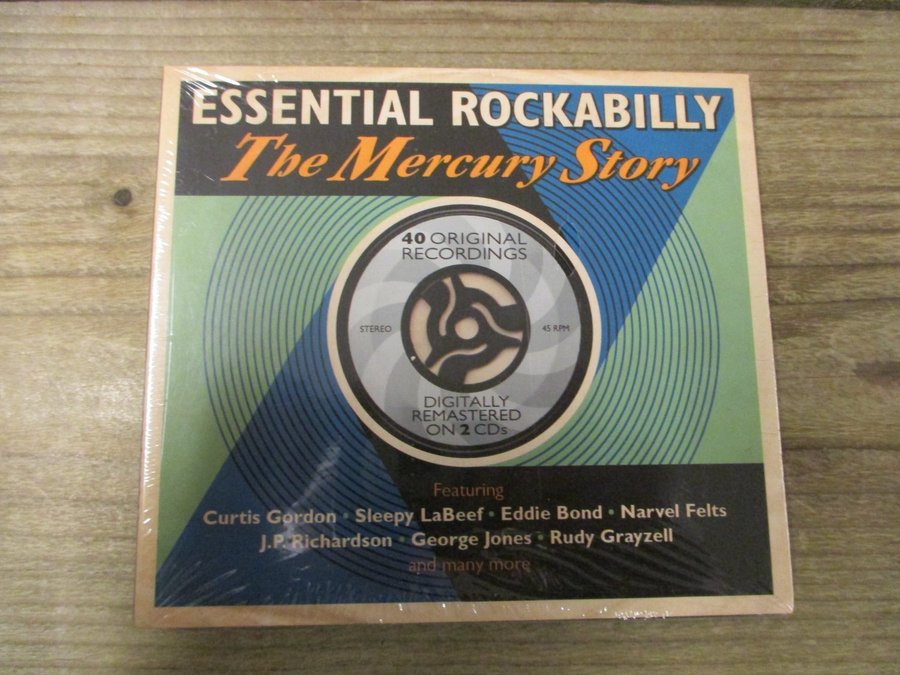 ESSENTIAL ROCKABILLY
The Mercury Story
40 ORIGINAL
RECORDINGS
STEREO
45 RPM
DIGITALLY
REMASTERED
ON 2 CDs
Featuring
Curtis Gordon • Sleepy LaBeef • Eddie Bond • Narvel Felts
J.P. Richardson • George Jones • Rudy Grayzell
and many more